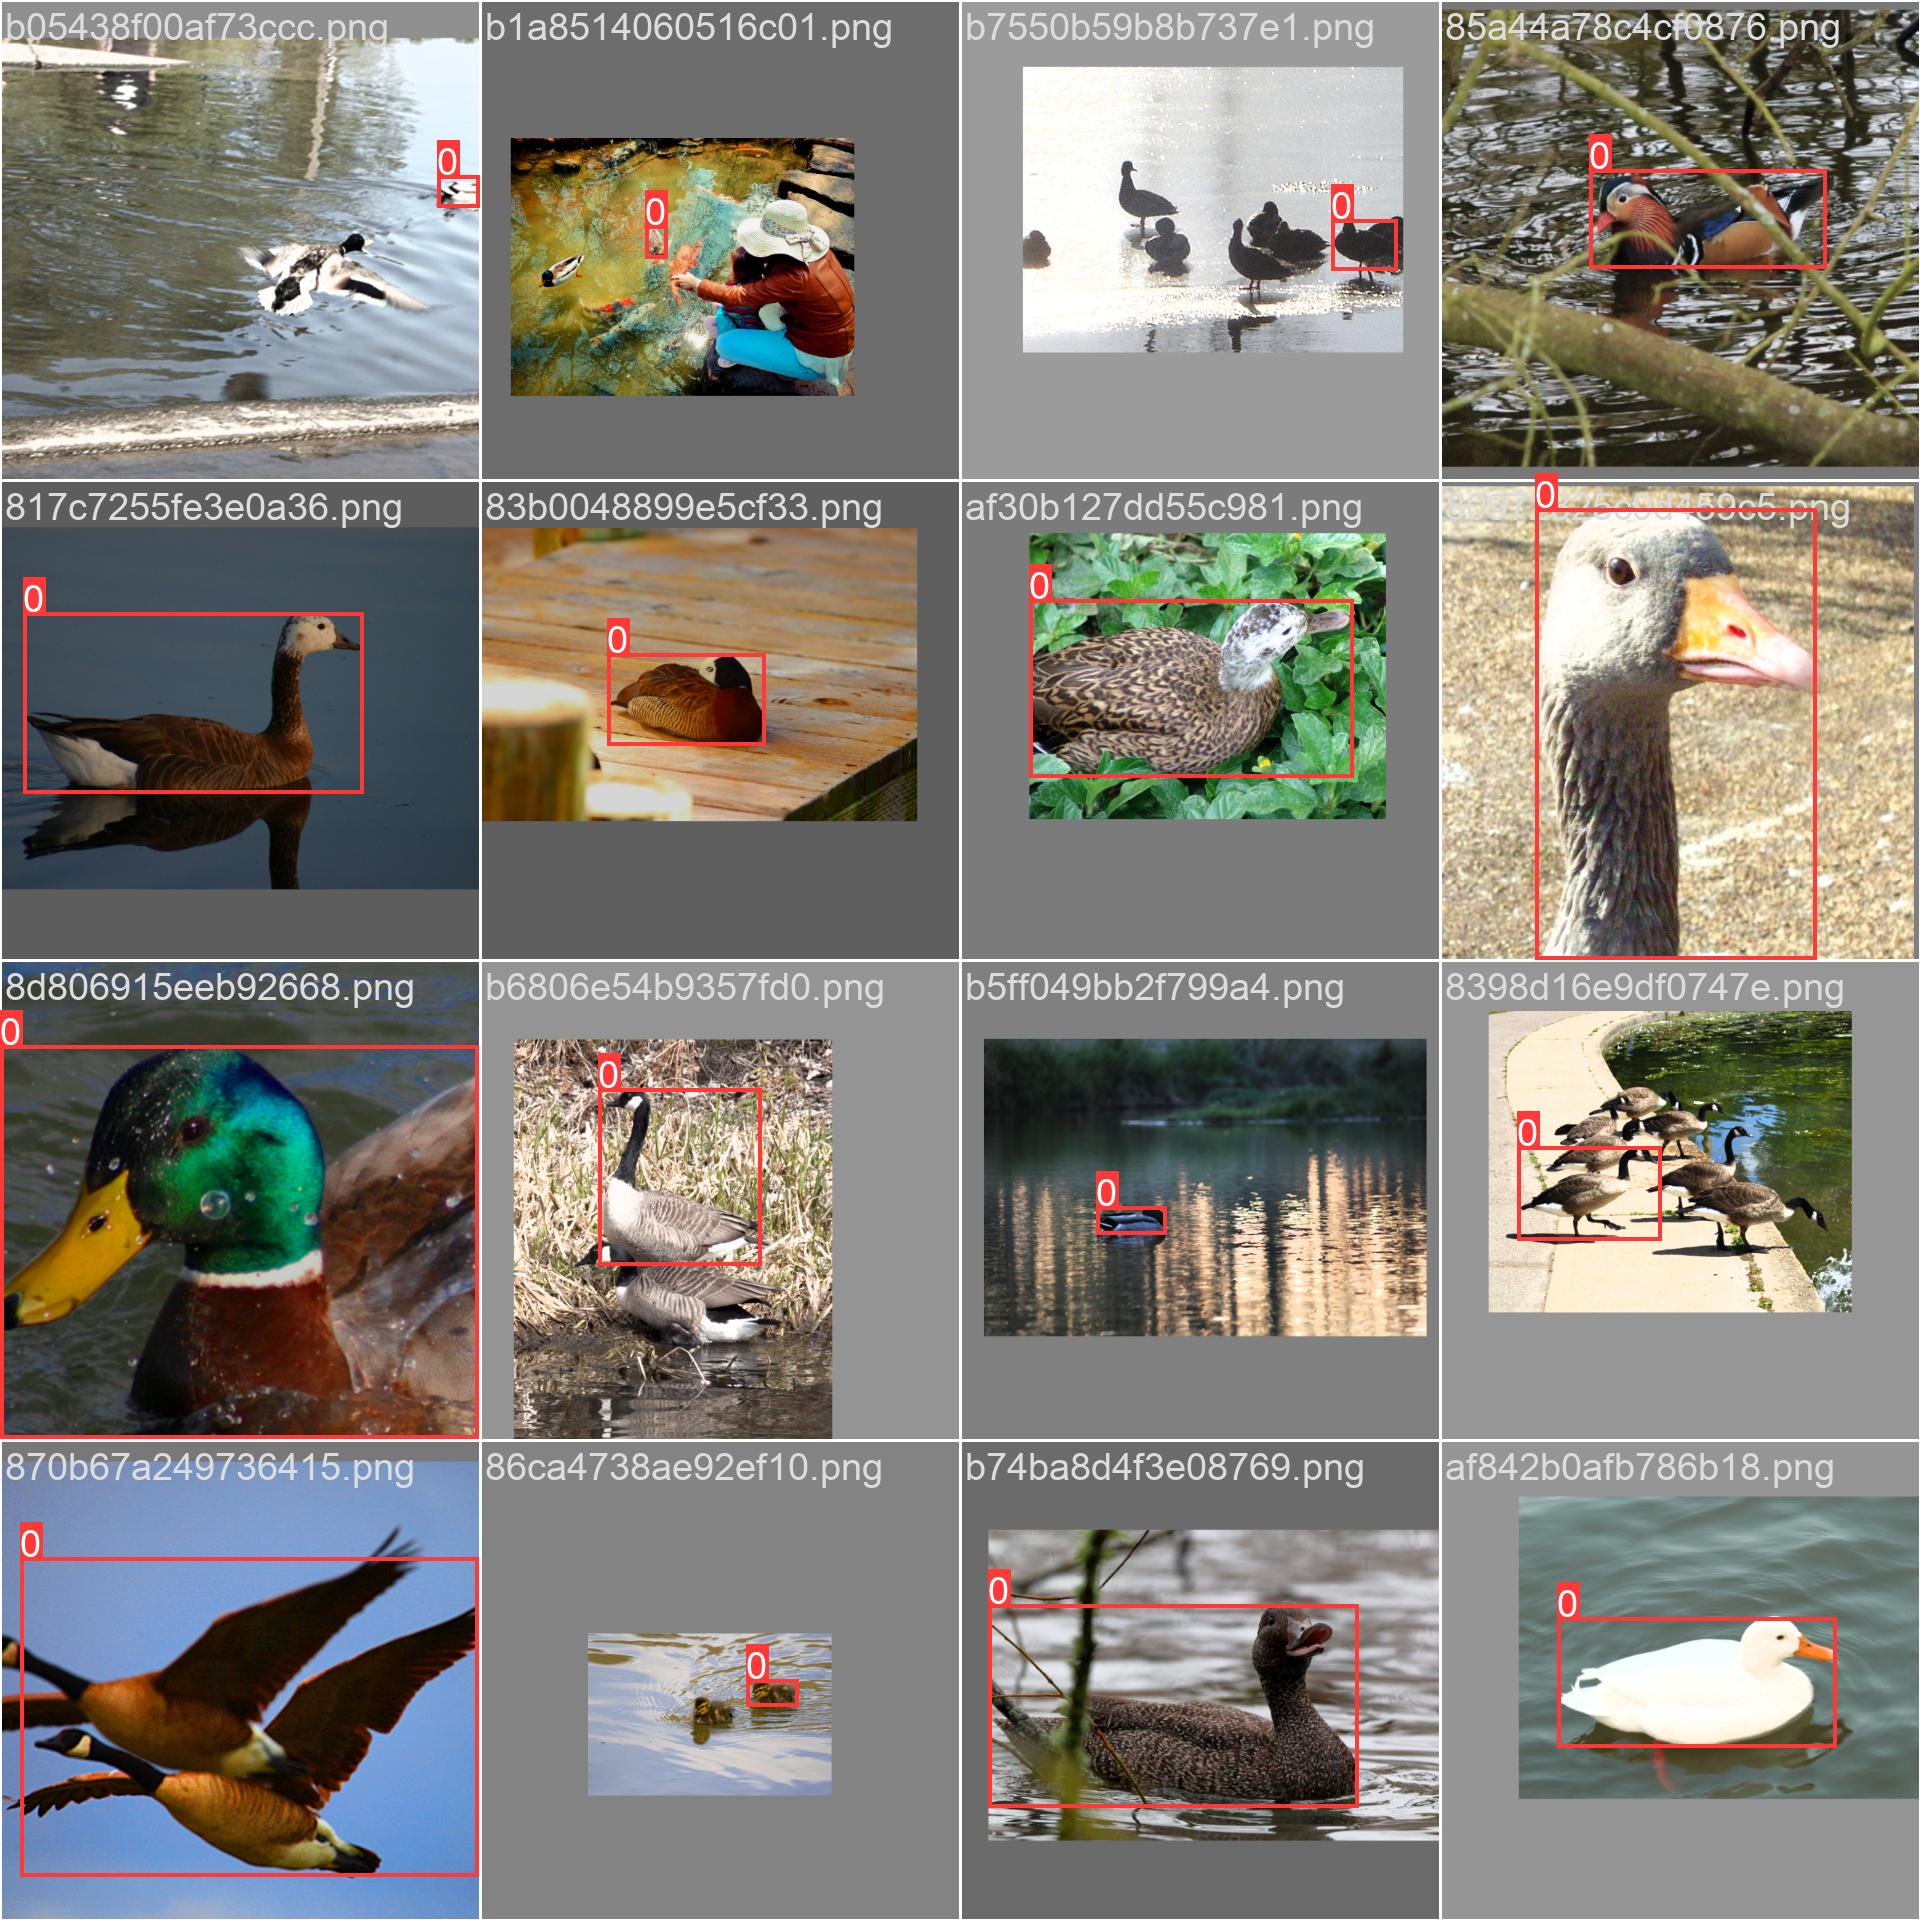 b05438f00af73ccc.png
b1a8514060516c01.png
b7550b59b8b737e1.png
85a44a78c4cf0876.png
0
0
0
0
817c7255fe3e0a36.png
83b0048899e5cf33.png
af30b127dd55c981.png
0
0
0
0
8d806915eeb92668.png
b6806e54b9357fd0.png
b5ff049bb2f799a4.png
8398d16e9df0747e.png
0
0
0
0
870b67a249736415.png
86ca4738ae92ef10.png
b74ba8d4f3e08769.png
af842b0afb786b18.png
0
0
0
0